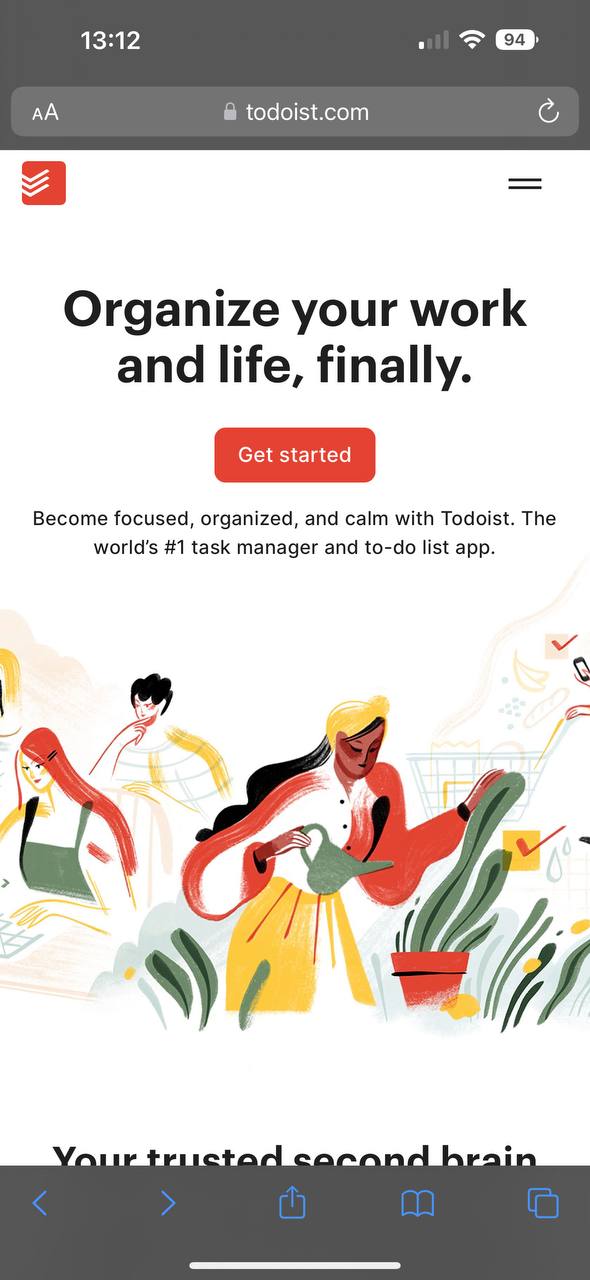 13:12
94
AA
todoist.com
Organize your work
and life, finally.
Get started
Become focused, organized, and calm with Todoist. The
world’s #1 task manager and to-do list app.
Your trusted second brain